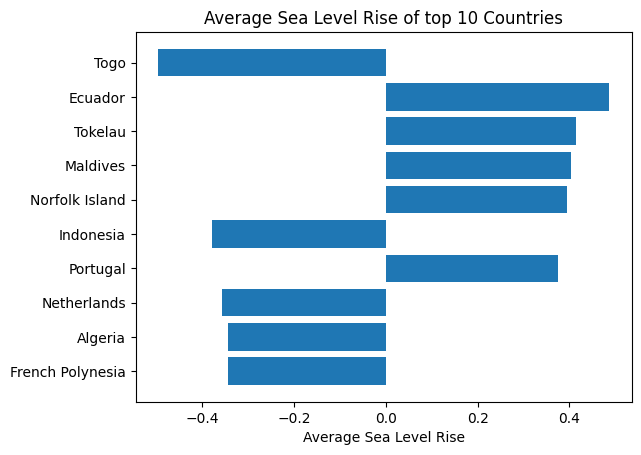 Average Sea Level Rise of top 10 Countries
Togo
Ecuador
Tokelau
Maldives
Norfolk Island
Indonesia
Portugal
Netherlands
Algeria
French Polynesia
−0.4 −0.2 0.0 0.2 0.4
Average Sea Level Rise